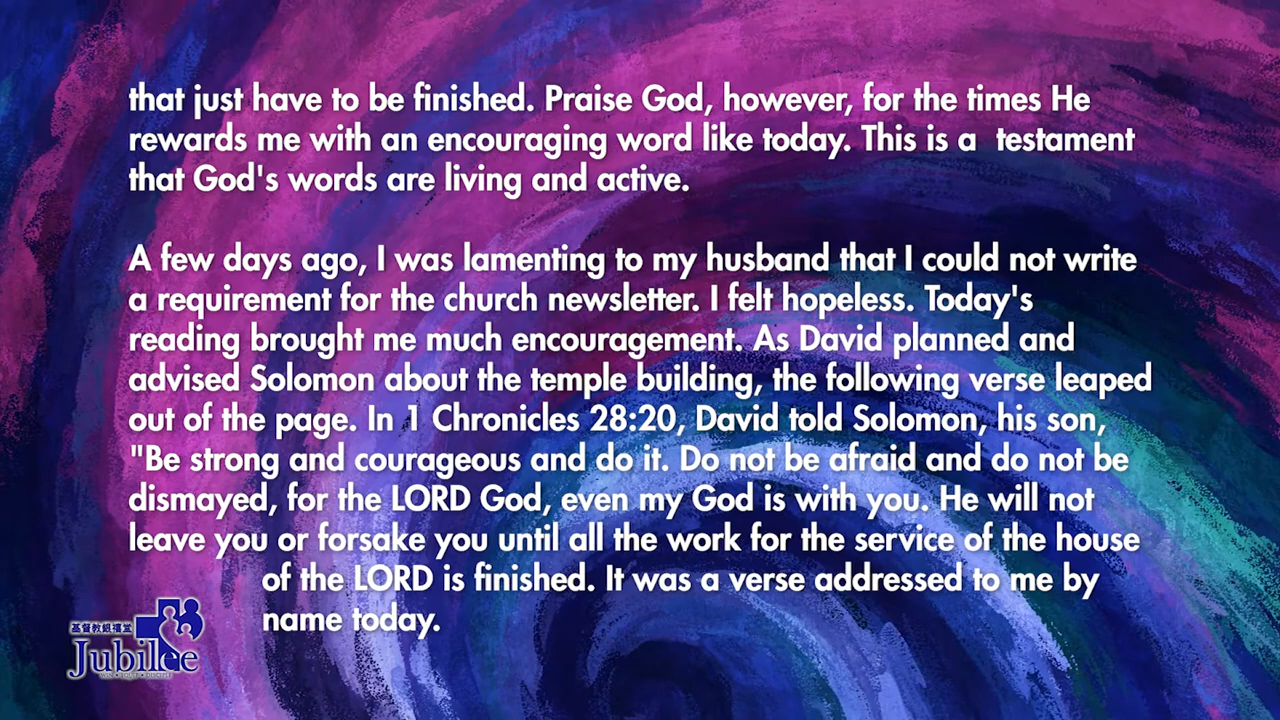 that just have to be finished. Praise God, however, for the times He
rewards me with an encouraging word like today. This is a  testament
that God's words are living and active.
A few days ago, I was lamenting to my husband that I could not write
a requirement for the church newsletter. I felt hopeless. Today's
reading brought me much encouragement. As David planned and
advised Solomon about the temple building, the following verse leaped
out of the page. In 1 Chronicles 28:20, David told Solomon, his son,
"Be strong and courageous and do it. Do not be afraid and do not be
dismayed, for the LORD God, even my God is with you. He will not
leave you or forsake you until all the work for the service of the house
of the LORD is finished. It was a verse addressed to me by
name today.
基督教銀禧堂
Jubilee